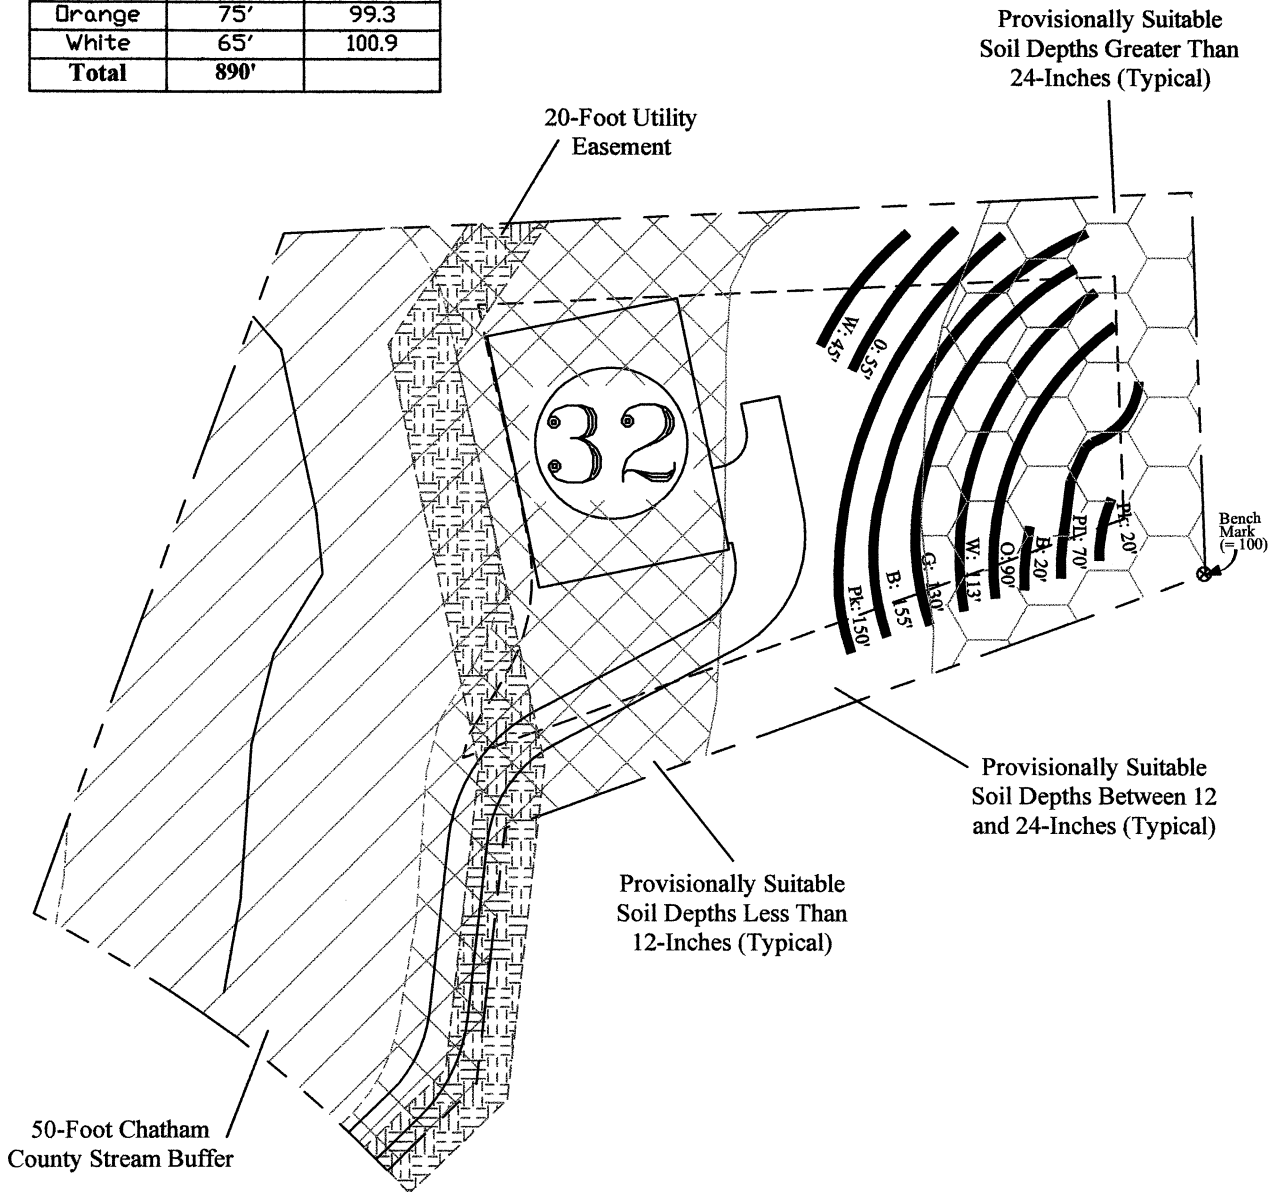 Orange 75' 99.3
White 65' 100.9
Total 890'
Provisionally Suitable
Soil Depths Greater Than
24-Inches (Typical)
20-Foot Utility
Easement
32
W: 45'
0: 55'
Pk: 150'
B: 155'
G: 130'
W: 113'
O: 90'
B: 20'
Pl: 70'
Pk: 20'
Bench
Mark
(= 100)
Provisionally Suitable
Soil Depths Between 12
and 24-Inches (Typical)
Provisionally Suitable
Soil Depths Less Than
12-Inches (Typical)
50-Foot Chatham
County Stream Buffer